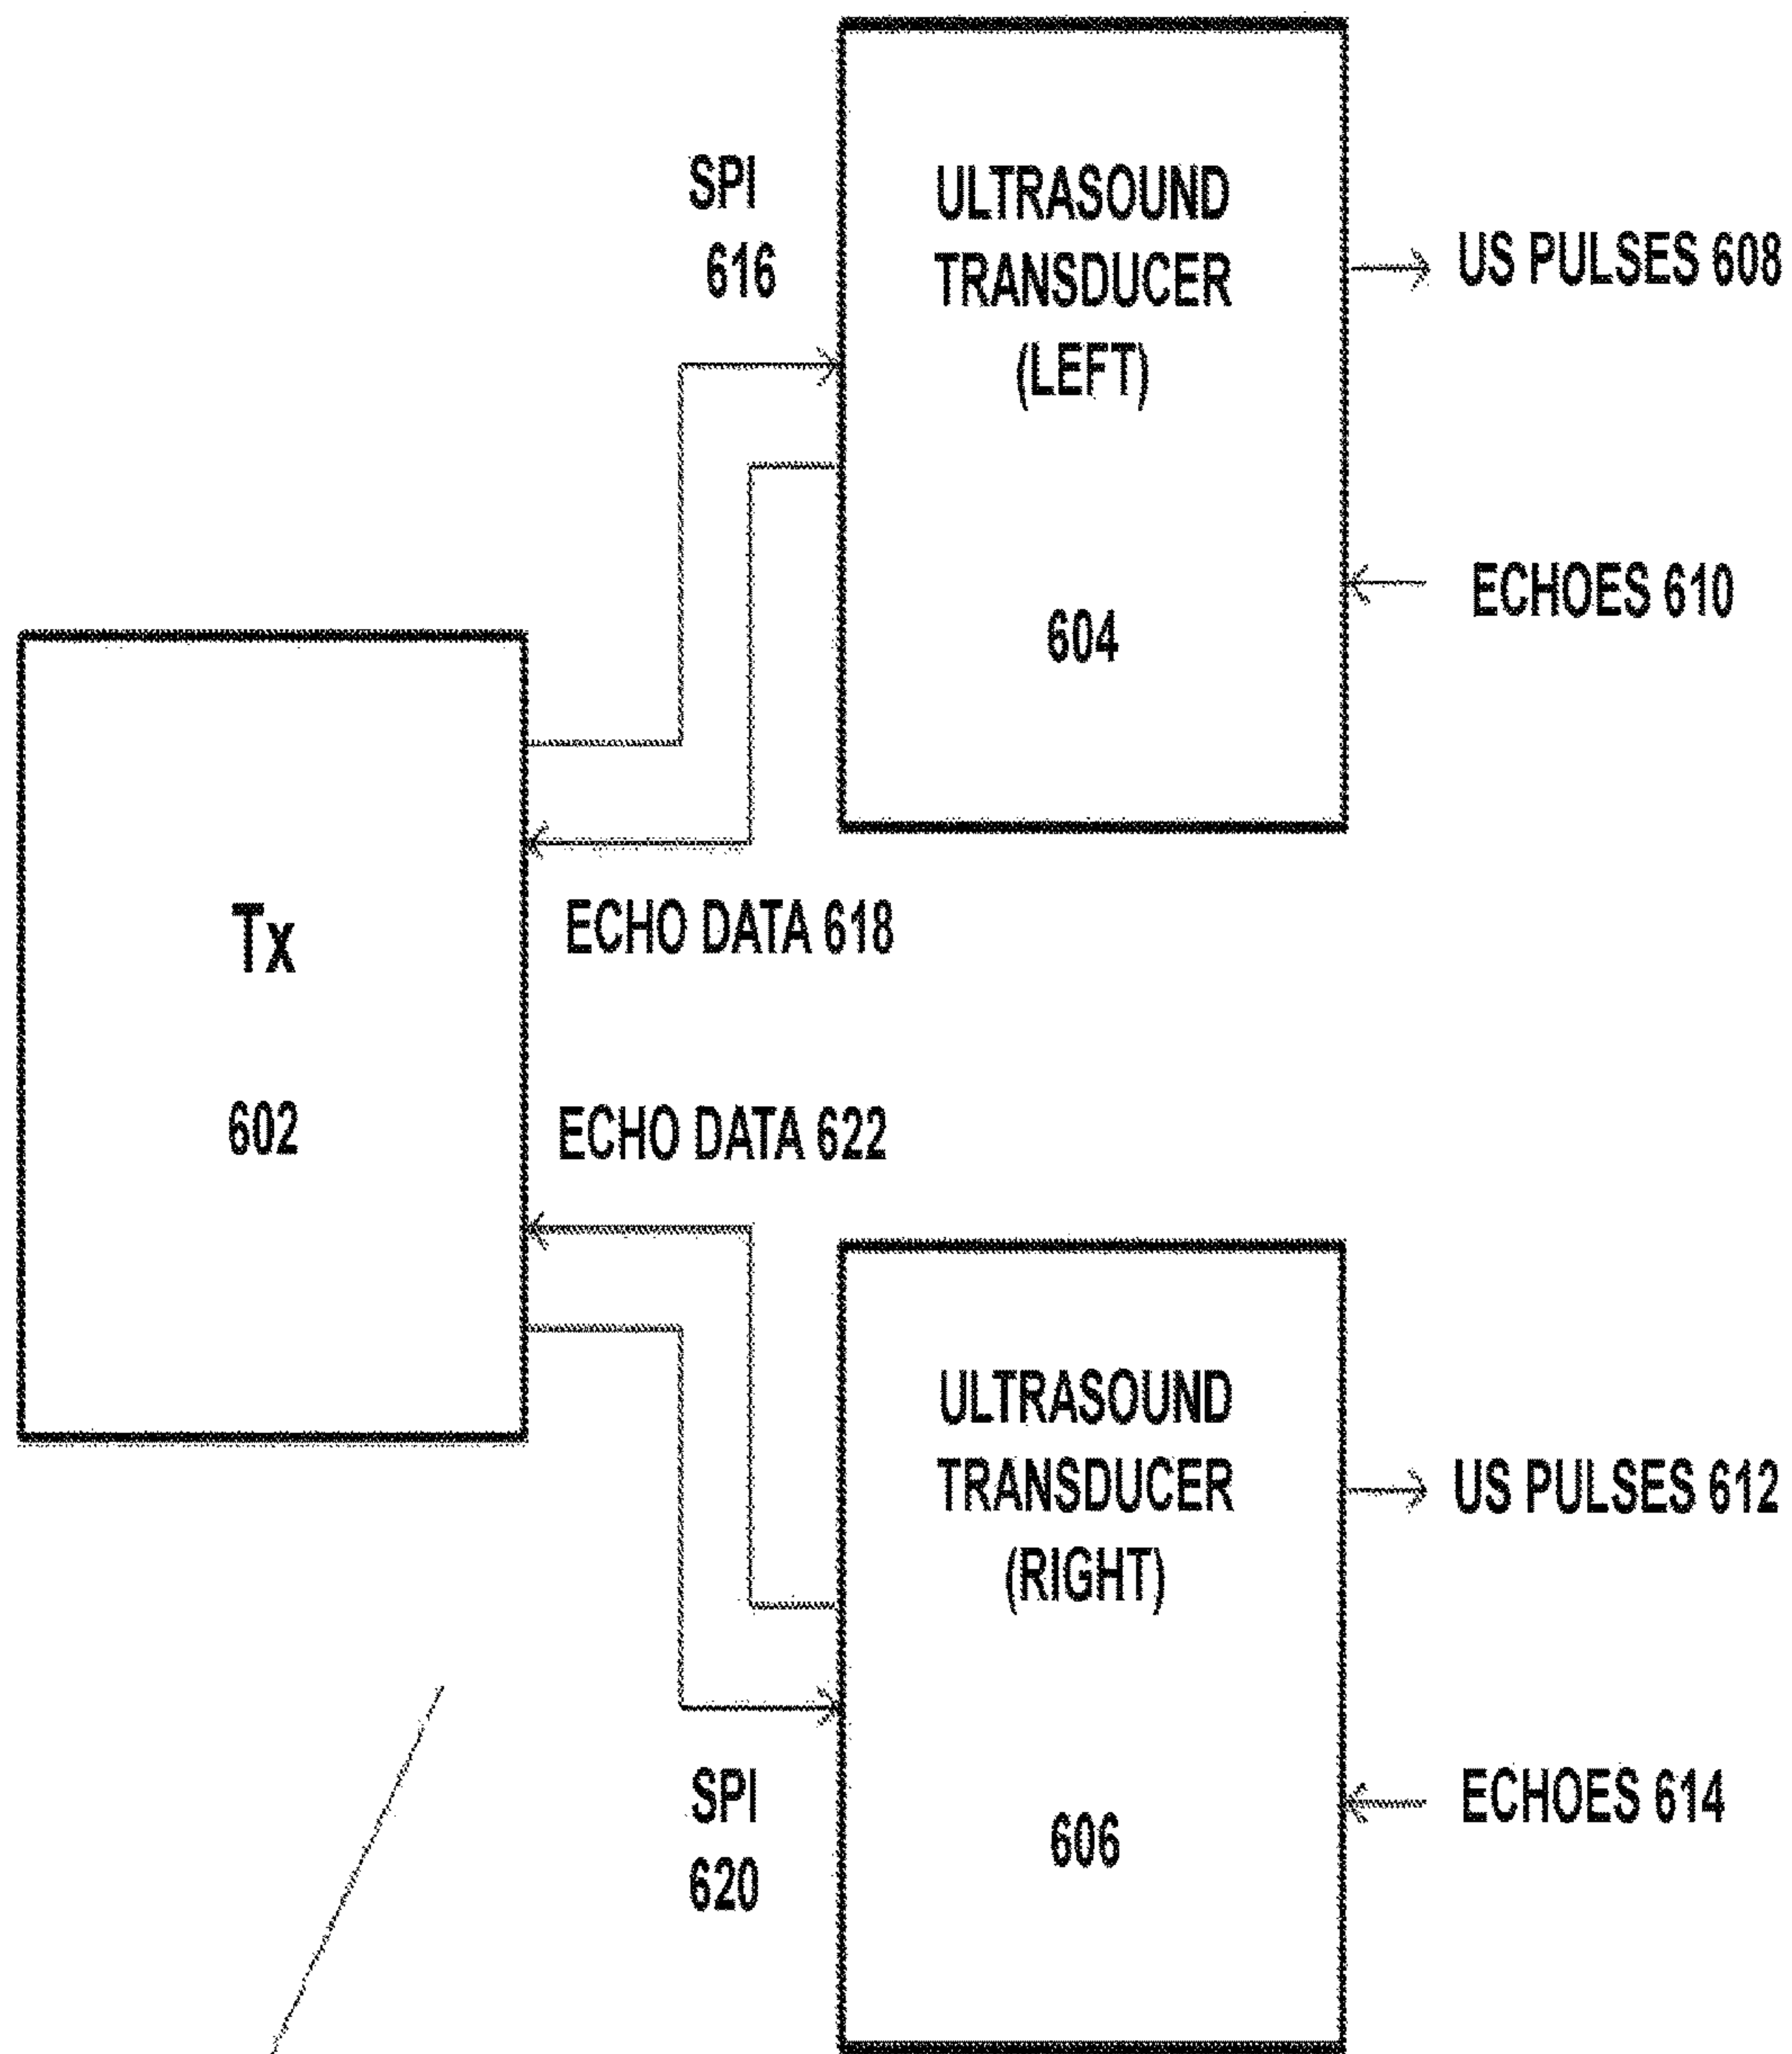 SPI
616
ULTRASOUND
TRANSDUCER
(LEFT)
604
US PULSES 608
ECHOES 610
Tx
602
ECHO DATA 618
ECHO DATA 622
ULTRASOUND
TRANSDUCER
(RIGHT)
606
US PULSES 612
ECHOES 614
SPI
620